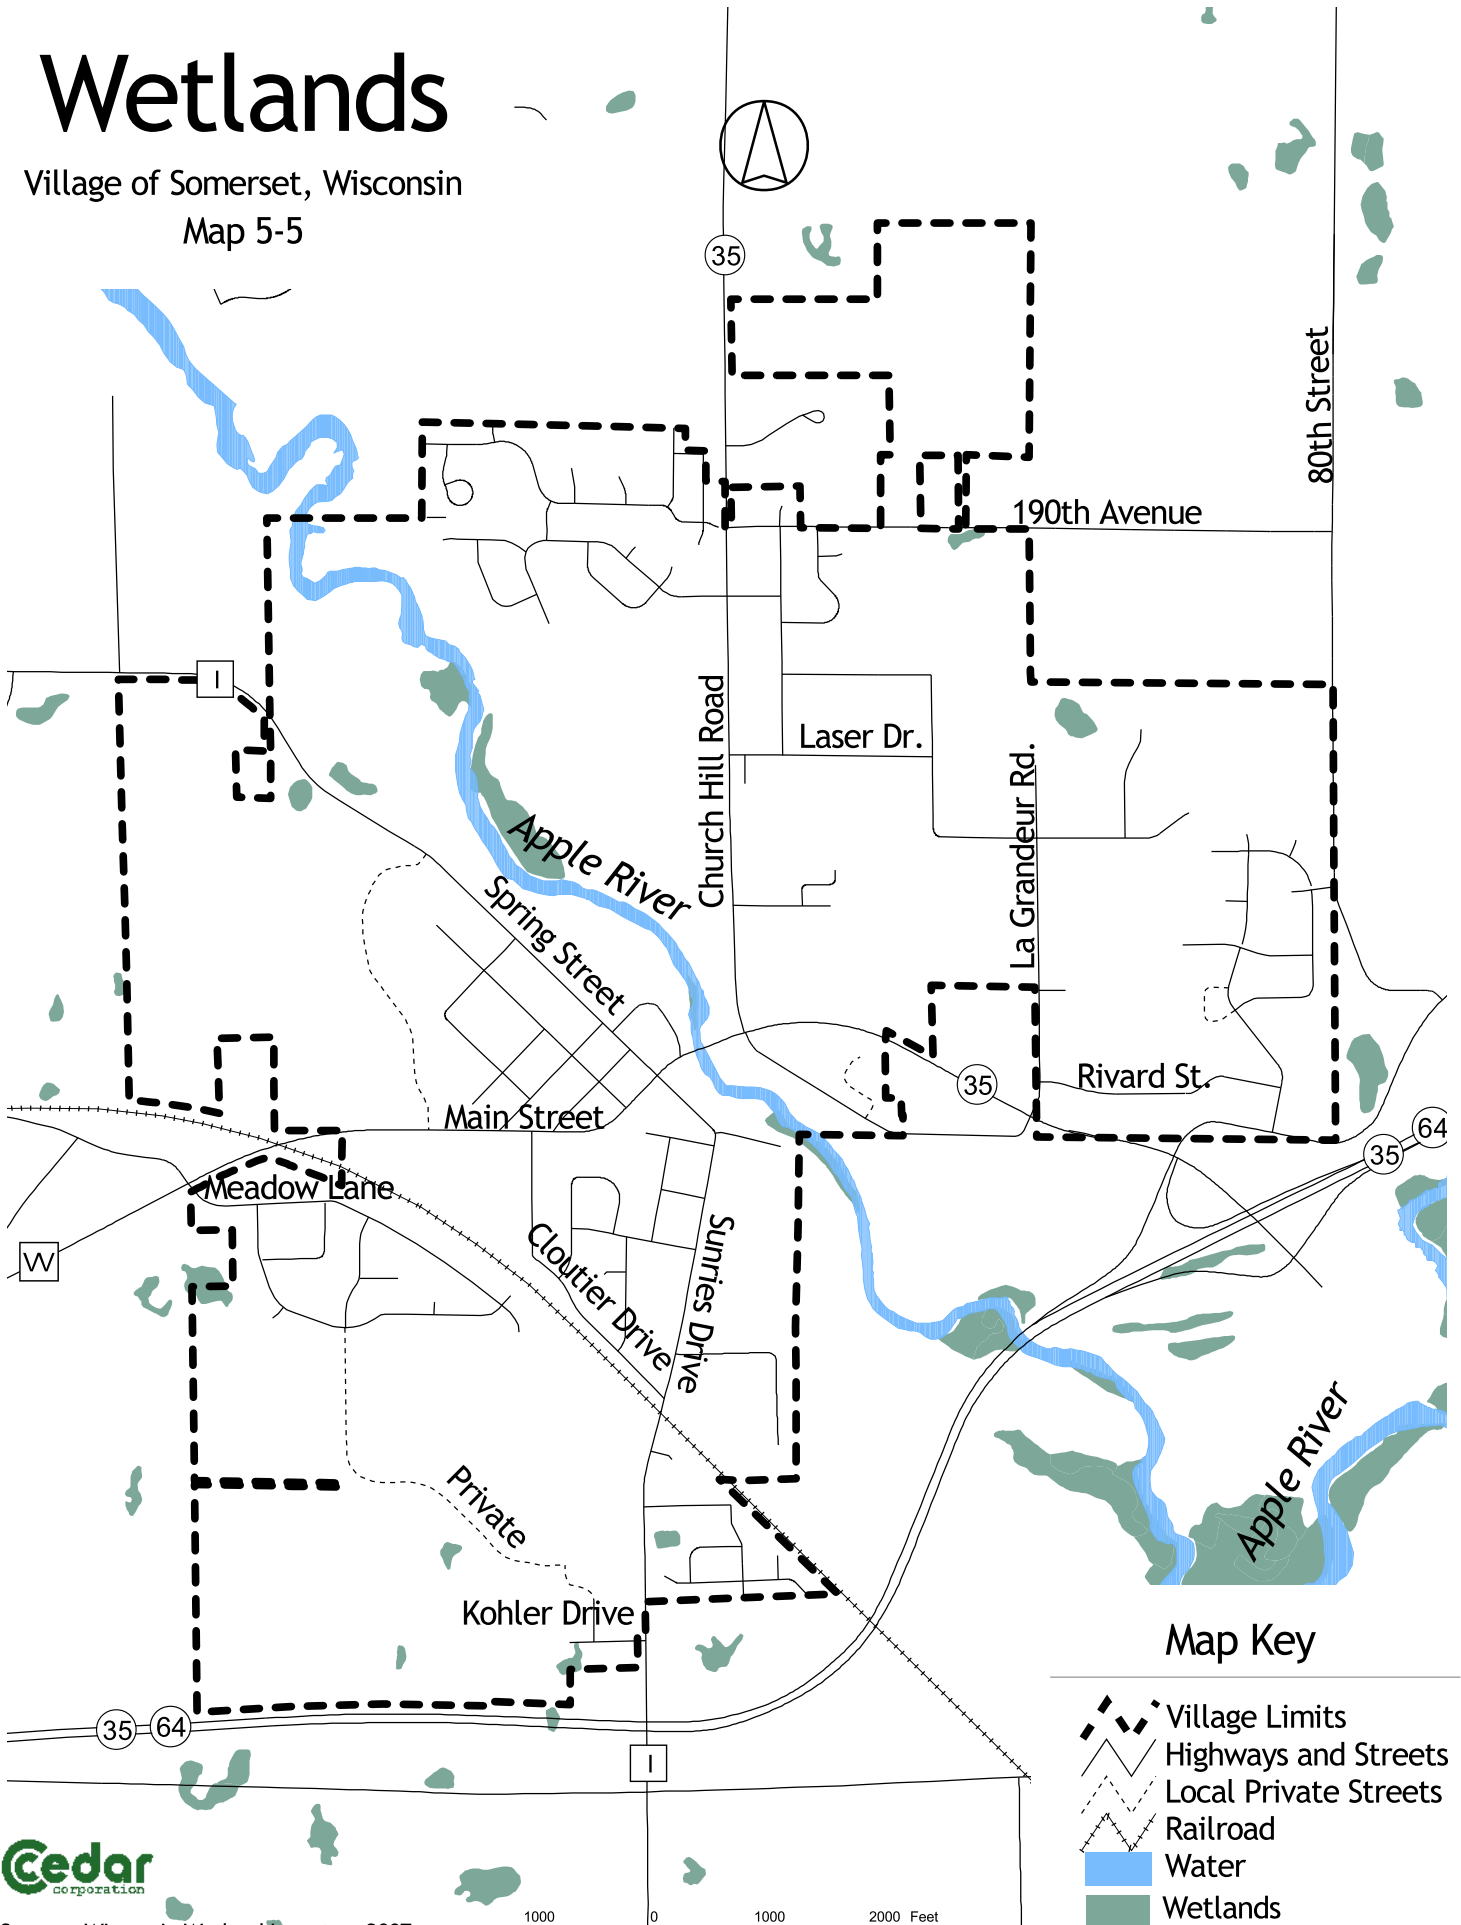 Wetlands
Village of Somerset, Wisconsin
Map 5-5
35
80th Street
190th Avenue
I
Church Hill Road
Laser Dr.
La Grandeur Rd.
Apple River
Spring Street
35
Rivard St.
Main Street
64
35
Meadow Lane
W
Cloutier Drive
Sunries Drive
Apple River
Private
Kohler Drive
35
64
I
Map Key
Village Limits
Highways and Streets
Local Private Streets
Railroad
Water
Wetlands
Cedar
corporation
1000 0 1000 2000 Feet